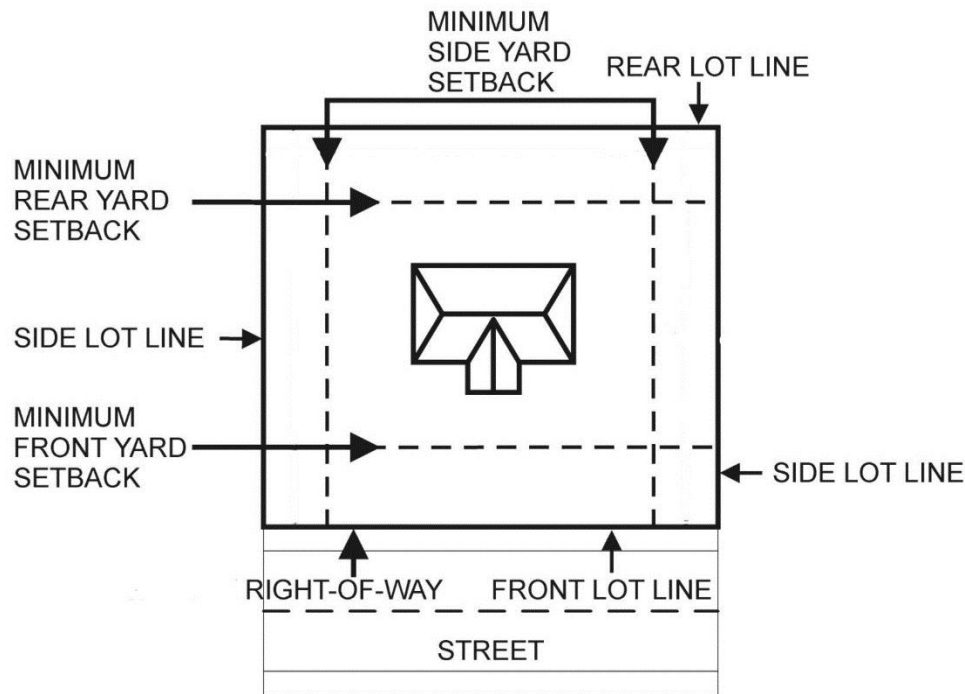 MINIMUM
SIDE YARD
SETBACK
REAR LOT LINE
MINIMUM
REAR YARD
SETBACK
SIDE LOT LINE
MINIMUM
FRONT YARD
SETBACK
SIDE LOT LINE
RIGHT-OF-WAY
FRONT LOT LINE
STREET